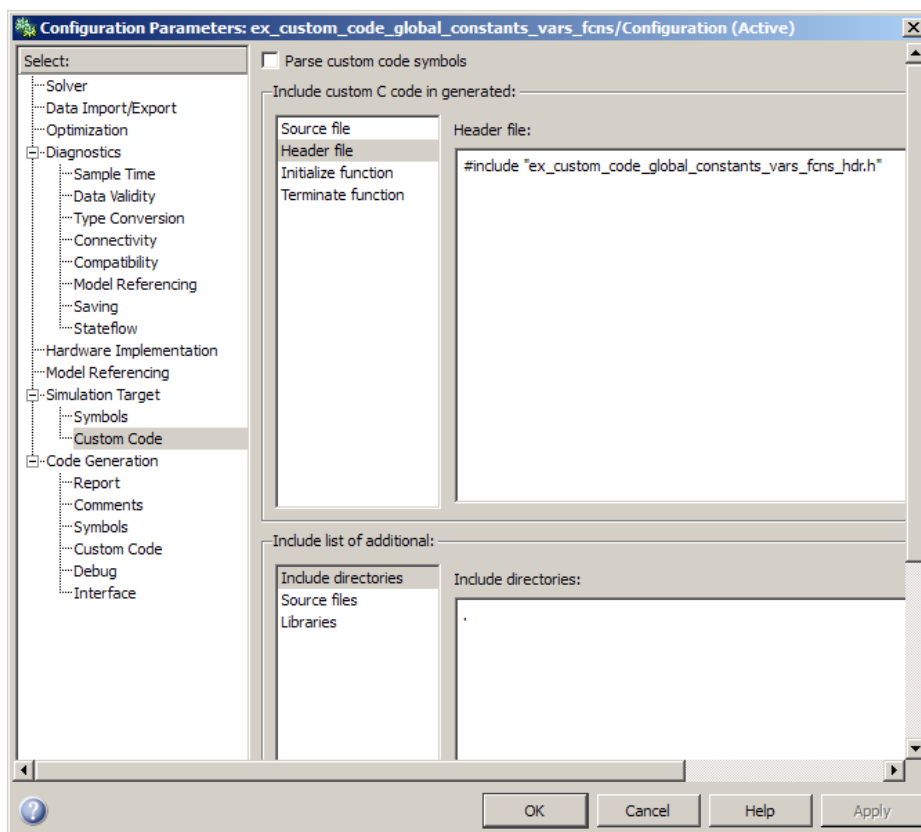 Configuration Parameters: ex_custom_code_global_constants_vars_fcns/Configuration (Active)
Select:
Solver
Data Import/Export
Optimization
Diagnostics
Sample Time
Data Validity
Type Conversion
Connectivity
Compatibility
Model Referencing
Saving
Stateflow
Hardware Implementation
Model Referencing
Simulation Target
Symbols
Custom Code
Code Generation
Report
Comments
Symbols
Custom Code
Debug
Interface
Parse custom code symbols
Include custom C code in generated:
Source file
Header file
Initialize function
Terminate function
Header file:
#include "ex_custom_code_global_constants_vars_fcns_hdr.h"
Include list of additional:
Include directories
Source files
Libraries
Include directories:
.
OK
Cancel
Help
Apply